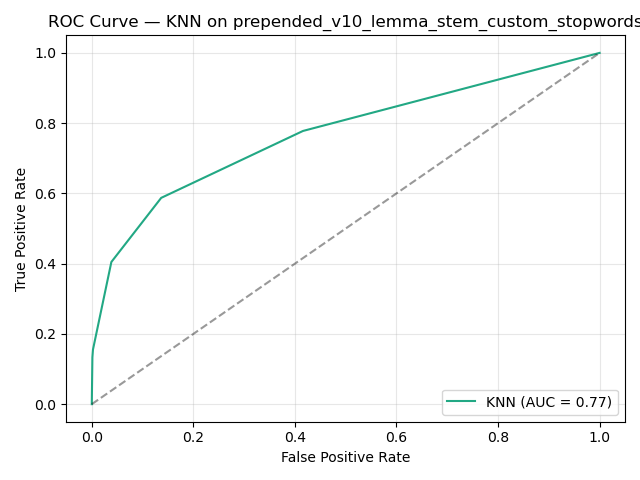 ROC Curve — KNN on prepended_v10_lemma_stem_custom_stopwords
True Positive Rate
1.0
0.8
0.6
0.4
0.2
0.0
0.0 0.2 0.4 0.6 0.8 1.0
False Positive Rate
KNN (AUC = 0.77)